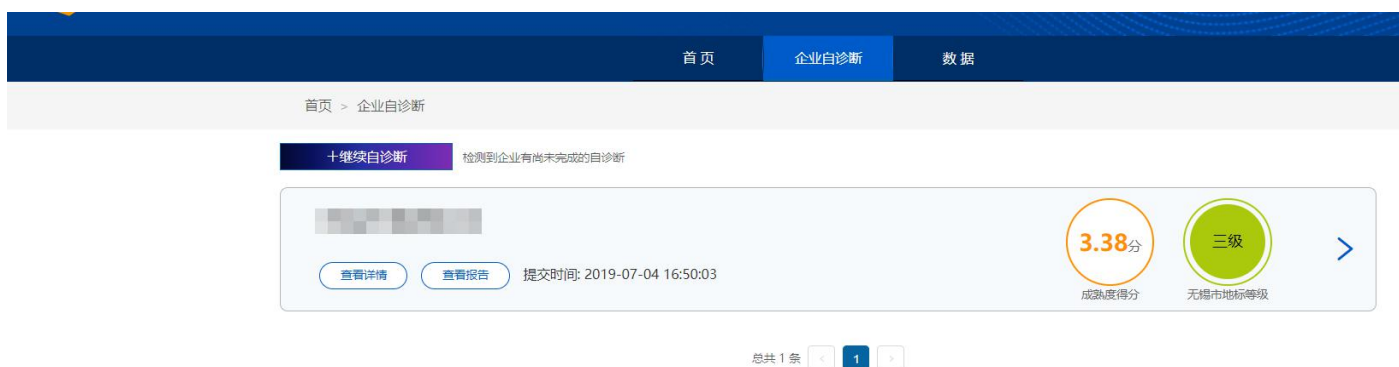 首页 企业自诊断 数据
首页 > 企业自诊断
+继续自诊断 检测到企业有尚未完成的自诊断
3.38分 三级
查看详情 查看报告 提交时间: 2019-07-04 16:50:03
成熟度得分 无锡市地标等级
总共 1 条 < 1 >